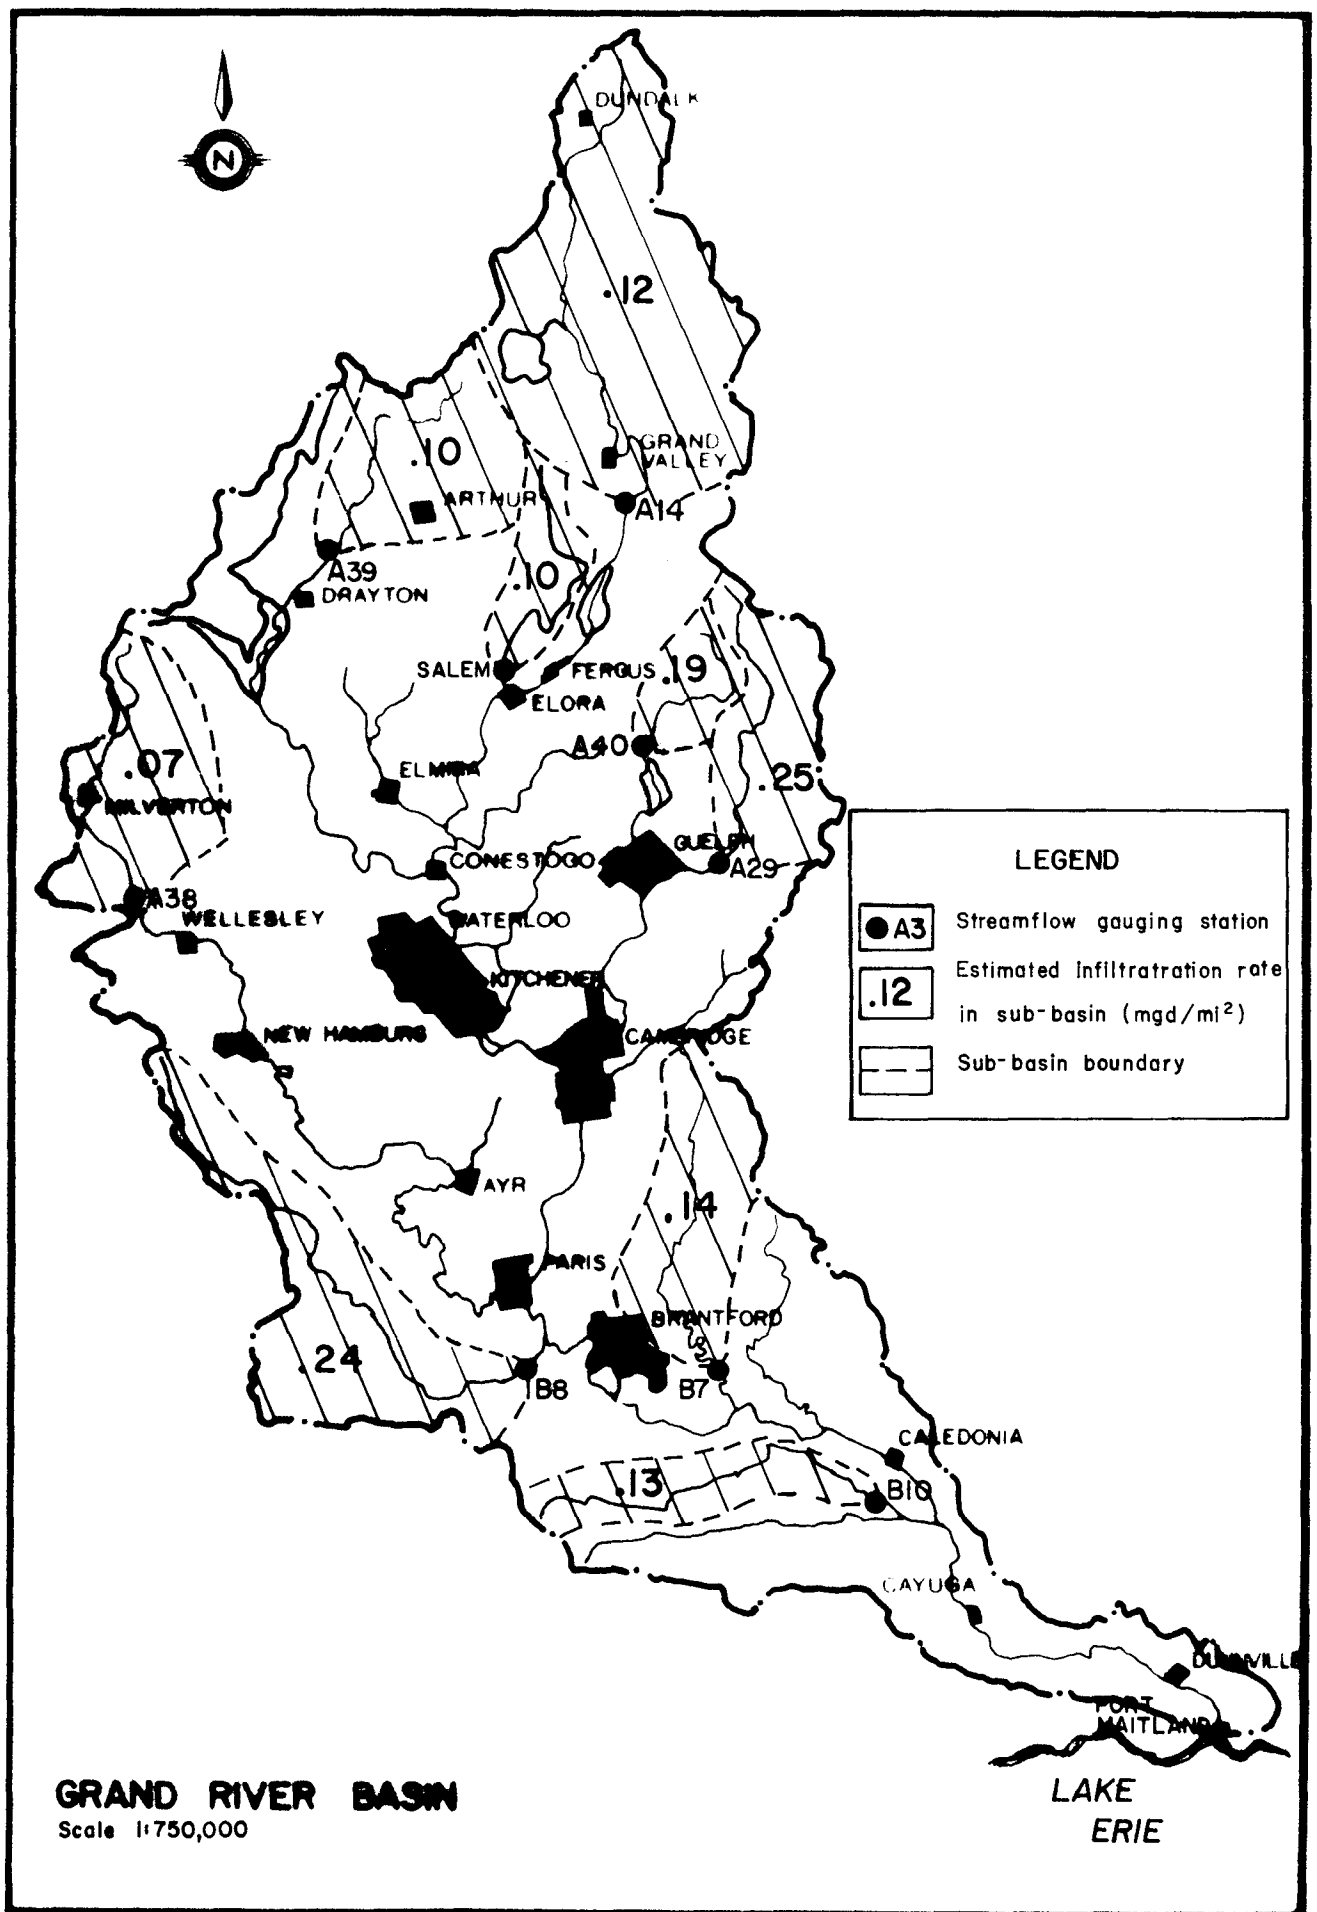 N
DUNDALK
.12
GRAND
VALLEY
.10
ARTHUR
A14
A39
.10
DRAYTON
SALEM
FERGUS
.19
ELORA
A40
.07
ELMIRA
.25
MILVERTON
GUELPH
CONESTOGO
A29
A38
WELLESLEY
WATERLOO
KITCHENER
NEW HAMBURG
CAMBRIDGE
LEGEND
A3 Streamflow gauging station
.12 Estimated Infiltratration rate
in sub-basin (mgd/mi²)
Sub-basin boundary
AYR
.14
PARIS
BRANTFORD
.24
B8
B7
CALEDONIA
.13
B10
CAYUGA
DUNNVILLE
PORT
MAITLAND
GRAND RIVER BASIN
Scale 1:750,000
LAKE
ERIE